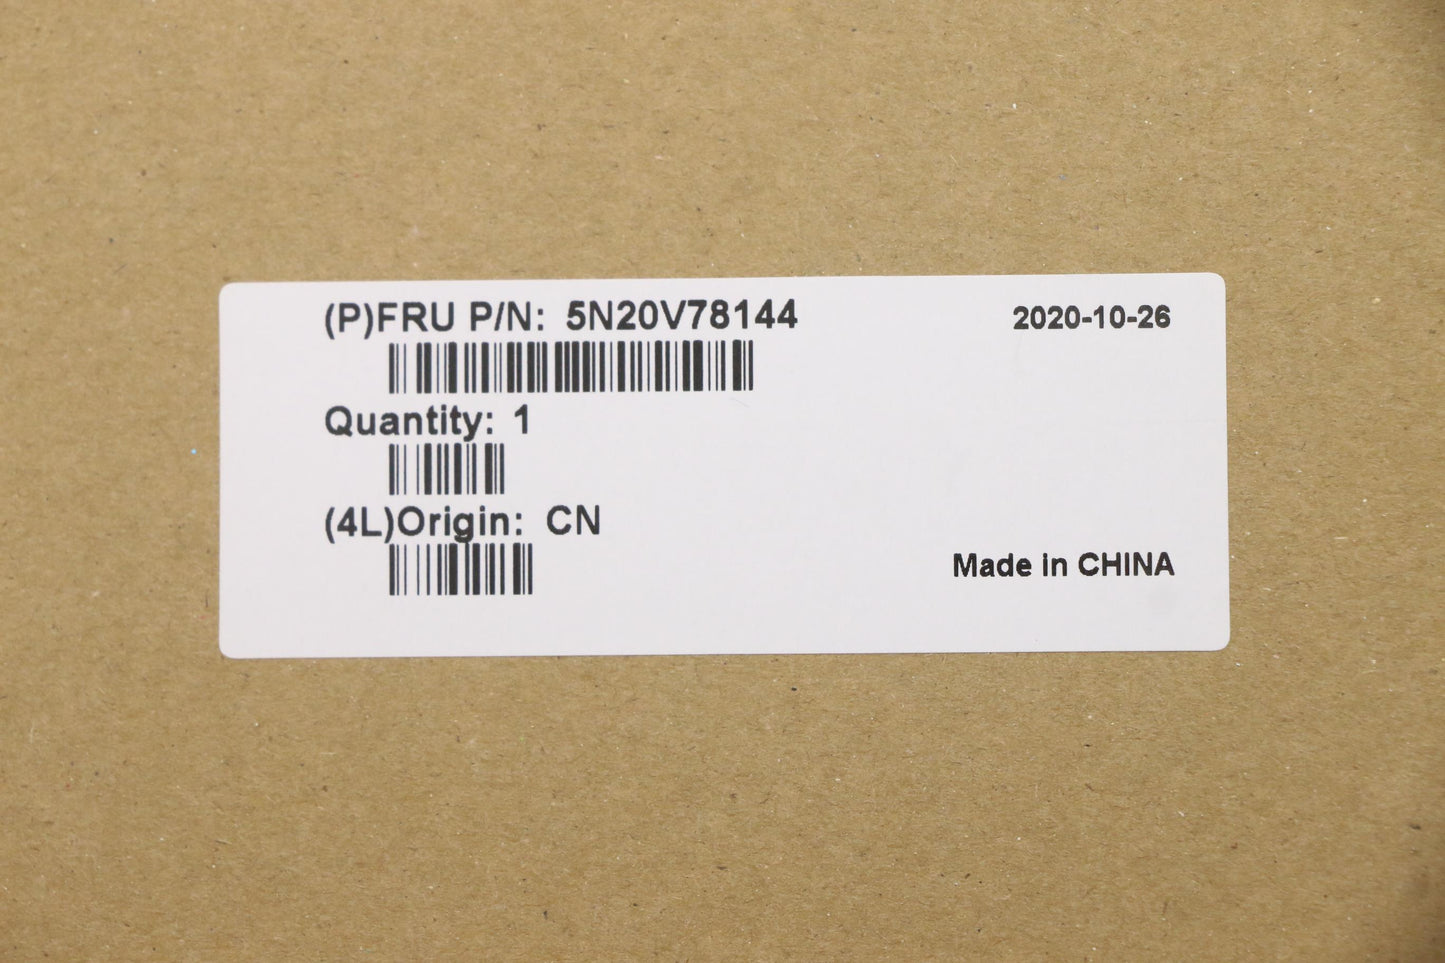 (P)FRU P/N: 5N20V78144
2020-10-26
Quantity: 1
(4L)Origin: CN
Made in CHINA